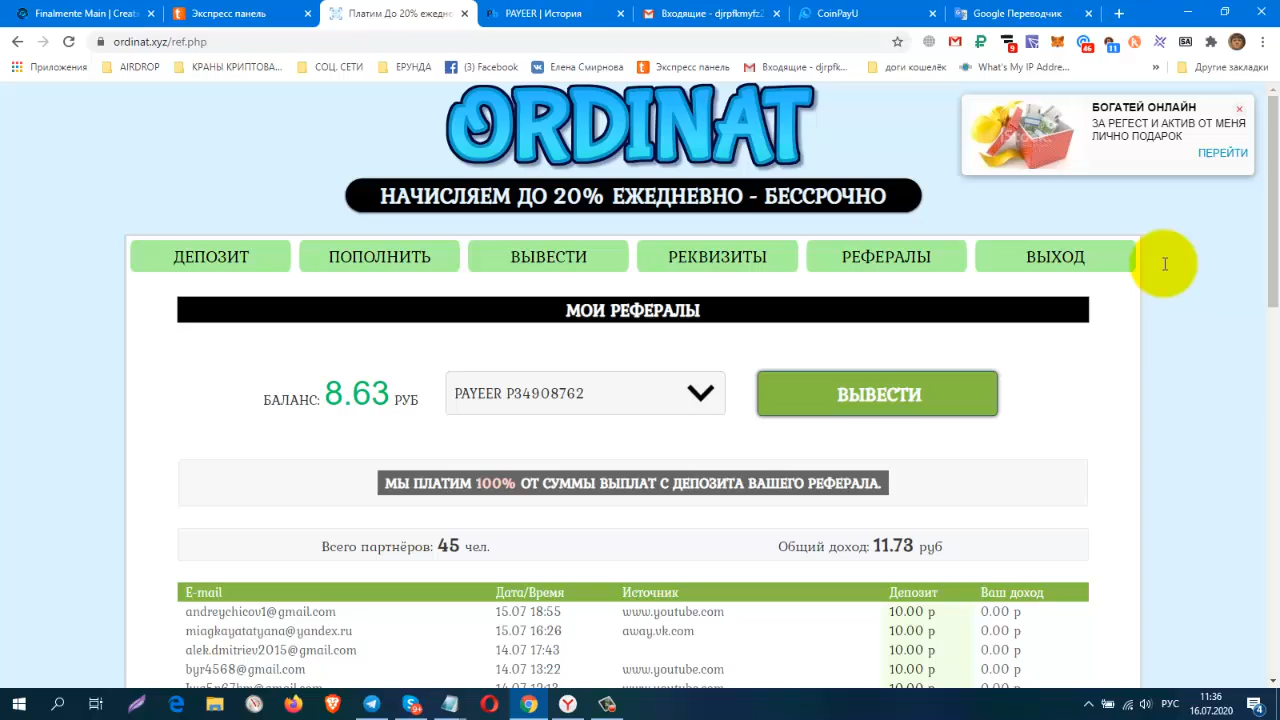 Finalmente Main | Creat
Экспресс панель
Платим До 20% ежедн
PAYEER | История
Входящие - djrpfkmyfz
CoinPayU
Google Переводчик
ordinat.xyz/ref.php
9
46
11
SA
Приложения
AIRDROP
КРАНЫ КРИПТОВА...
СОЦ. СЕТИ
ЕРУНДА
(3) Facebook
Елена Смирнова
Экспресс панель
Входящие - djrpfk...
доги кошелёк
What's My IP Addre...
»
Другие закладки
ORDINAT
НАЧИСЛЯЕМ ДО 20% ЕЖЕДНЕВНО - БЕССРОЧНО
БОГАТЕЙ ОНЛАЙН
ЗА РЕГЕСТ И АКТИВ ОТ МЕНЯ
ЛИЧНО ПОДАРОК
ПЕРЕЙТИ
ДЕПОЗИТ
ПОПОЛНИТЬ
ВЫВЕСТИ
РЕКВИЗИТЫ
РЕФЕРАЛЫ
ВЫХОД
МОИ РЕФЕРАЛЫ
БАЛАНС: 8.63 РУБ
PAYEER P34908762
ВЫВЕСТИ
МЫ ПЛАТИМ 100% ОТ СУММЫ ВЫПЛАТ С ДЕПОЗИТА ВАШЕГО РЕФЕРАЛА.
Всего партнёров: 45 чел.
Общий доход: 11.73 руб
E-mail Дата/Время Источник Депозит Ваш доход
andreychicov1@gmail.com 15.07 18:55 www.youtube.com 10.00 р 0.00 р
miagkayatatyana@yandex.ru 15.07 16:26 away.vk.com 10.00 р 0.00 р
alek.dmitriev2015@gmail.com 14.07 17:43 10.00 р 0.00 р
byr4568@gmail.com 14.07 13:22 www.youtube.com 10.00 р 0.00 р
9+
РУС
11:36
16.07.2020
4